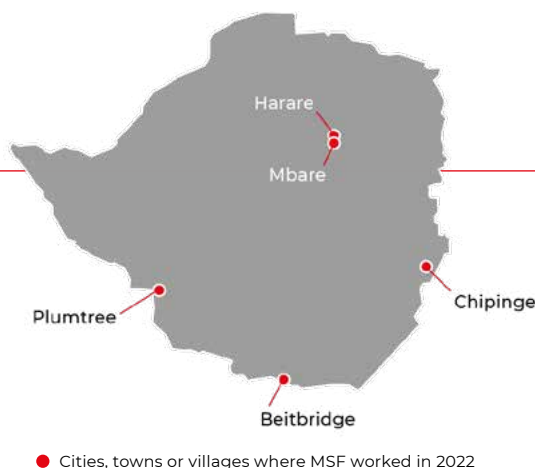 Harare
Mbare
Chipinge
Plumtree
Beitbridge
Cities, towns or villages where MSF worked in 2022